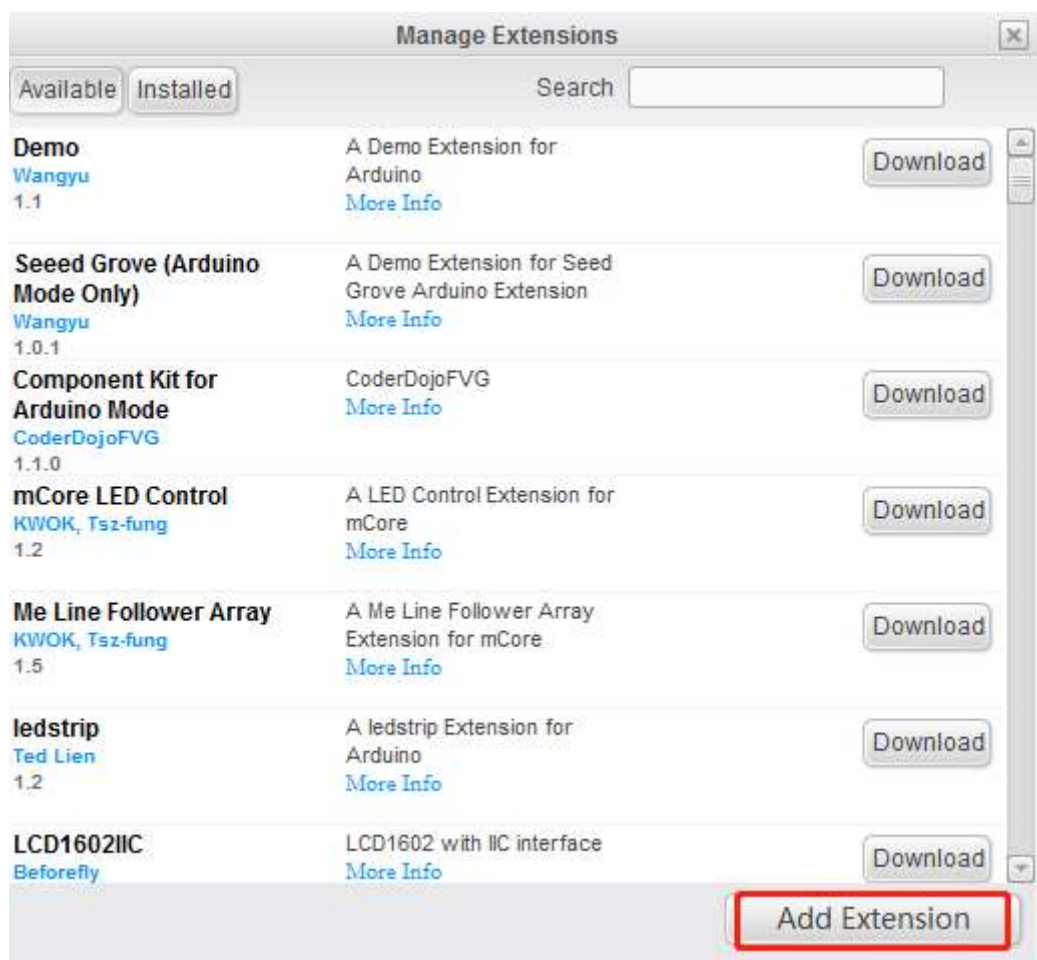 Manage Extensions
Available Installed Search
Demo
Wangyu
1.1
A Demo Extension for
Arduino
More Info
Download
Seeed Grove (Arduino
Mode Only)
Wangyu
1.0.1
A Demo Extension for Seed
Grove Arduino Extension
More Info
Download
Component Kit for
Arduino Mode
CoderDojoFVG
1.1.0
CoderDojoFVG
More Info
Download
mCore LED Control
KWOK, Tsz-fung
1.2
A LED Control Extension for
mCore
More Info
Download
Me Line Follower Array
KWOK, Tsz-fung
1.5
A Me Line Follower Array
Extension for mCore
More Info
Download
ledstrip
Ted Lien
1.2
A ledstrip Extension for
Arduino
More Info
Download
LCD1602IIC
Beforefly
LCD1602 with IIC interface
More Info
Download
Add Extension